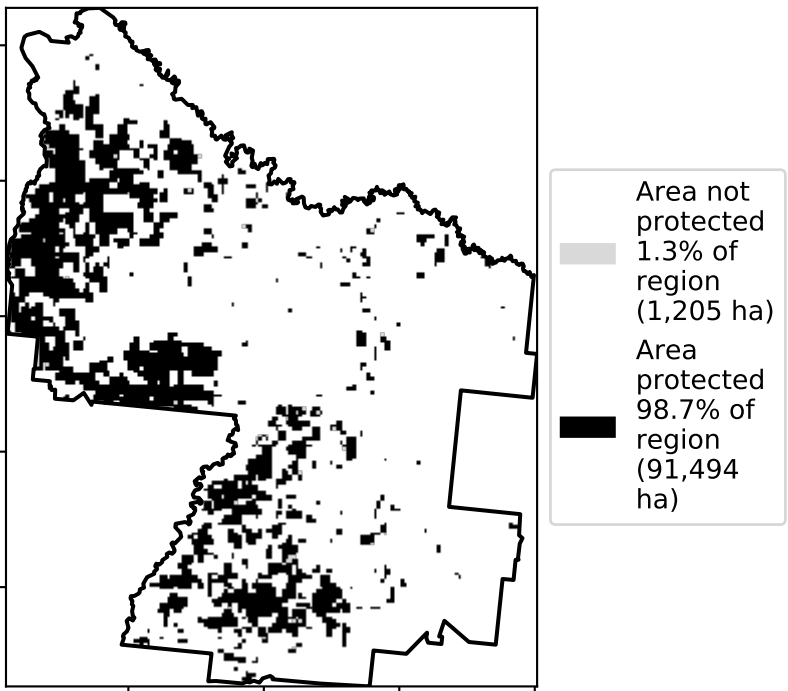 Area not
protected
1.3% of
region
(1,205 ha)
Area
protected
98.7% of
region
(91,494
ha)